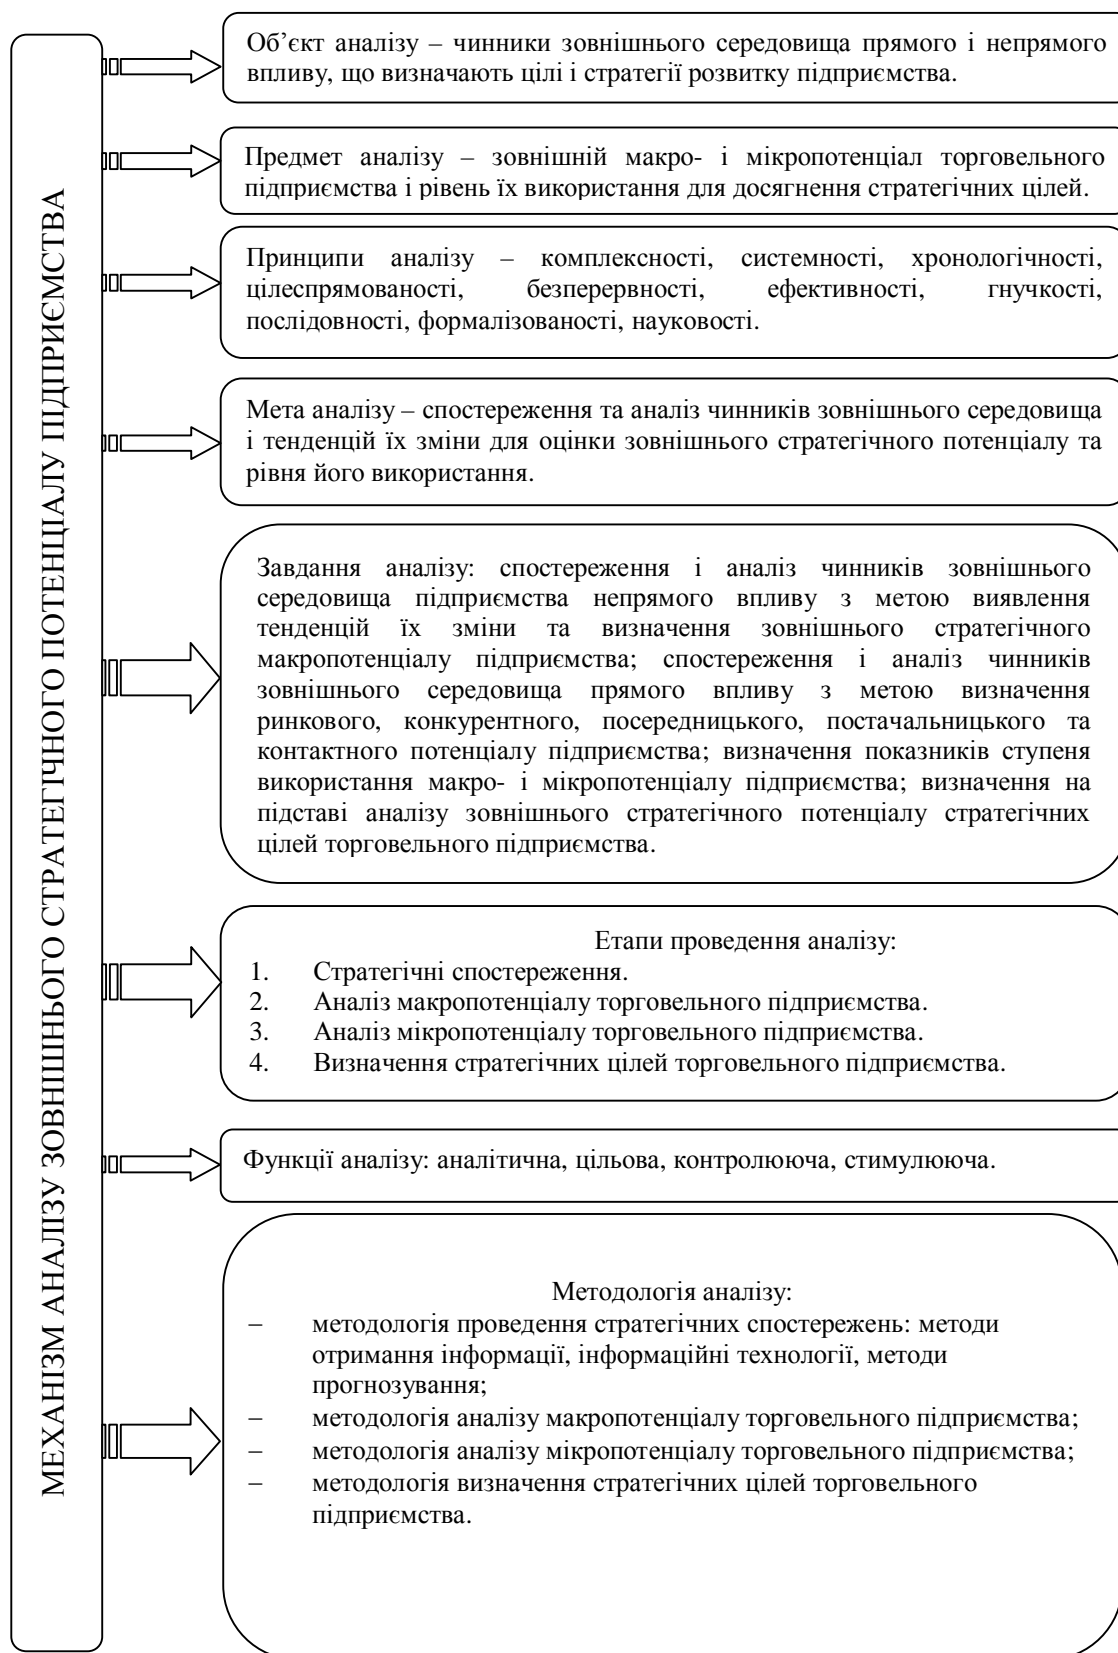 МЕХАНІЗМ АНАЛІЗУ ЗОВНІШНЬОГО СТРАТЕГІЧНОГО ПОТЕНЦІАЛУ ПІДПРИЄМСТВА
Об’єкт аналізу – чинники зовнішнього середовища прямого і непрямого
впливу, що визначають цілі і стратегії розвитку підприємства.
Предмет аналізу – зовнішній макро- і мікропотенціал торговельного
підприємства і рівень їх використання для досягнення стратегічних цілей.
Принципи аналізу – комплексності, системності, хронологічності,
цілеспрямованості, безперервності, ефективності, гнучкості,
послідовності, формалізованості, науковості.
Мета аналізу – спостереження та аналіз чинників зовнішнього середовища
і тенденцій їх зміни для оцінки зовнішнього стратегічного потенціалу та
рівня його використання.
Завдання аналізу: спостереження і аналіз чинників зовнішнього
середовища підприємства непрямого впливу з метою виявлення
тенденцій їх зміни та визначення зовнішнього стратегічного
макропотенціалу підприємства; спостереження і аналіз чинників
зовнішнього середовища прямого впливу з метою визначення
ринкового, конкурентного, посередницького, постачальницького та
контактного потенціалу підприємства; визначення показників ступеня
використання макро- і мікропотенціалу підприємства; визначення на
підставі аналізу зовнішнього стратегічного потенціалу стратегічних
цілей торговельного підприємства.
Етапи проведення аналізу:
1. Стратегічні спостереження.
2. Аналіз макропотенціалу торговельного підприємства.
3. Аналіз мікропотенціалу торговельного підприємства.
4. Визначення стратегічних цілей торговельного підприємства.
Функції аналізу: аналітична, цільова, контролююча, стимулююча.
Методологія аналізу:
– методологія проведення стратегічних спостережень: методи
отримання інформації, інформаційні технології, методи
прогнозування;
– методологія аналізу макропотенціалу торговельного підприємства;
– методологія аналізу мікропотенціалу торговельного підприємства;
– методологія визначення стратегічних цілей торговельного
підприємства.